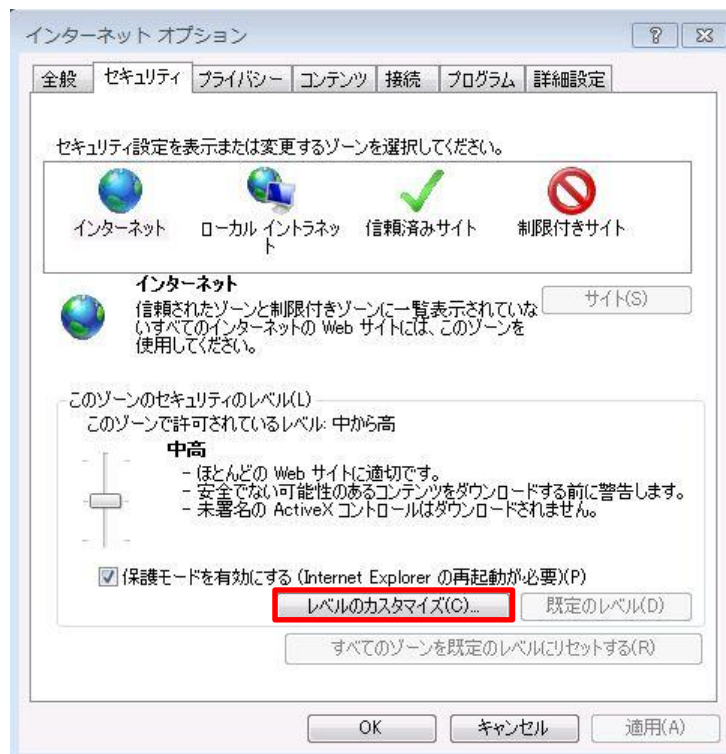 インターネット オプション
全般 セキュリティ プライバシー コンテンツ 接続 プログラム 詳細設定
セキュリティ設定を表示または変更するゾーンを選択してください。
インターネット
ローカル イントラネッ
ト
信頼済みサイト
制限付きサイト
インターネット
サイト(S)
信頼されたゾーンと制限付きゾーンに一覧表示されていな
いすべてのインターネットの Web サイトには、このゾーンを
使用してください。
このゾーンのセキュリティのレベル(L)
このゾーンで許可されているレベル: 中から高
中高
- ほとんどの Web サイトに適切です。
- 安全でない可能性のあるコンテンツをダウンロードする前に警告します。
- 未署名の ActiveX コントロールはダウンロードされません。
保護モードを有効にする (Internet Explorer の再起動が必要)(P)
レベルのカスタマイズ(C)... 既定のレベル(D)
すべてのゾーンを既定のレベルにリセットする(R)
OK キャンセル 適用(A)